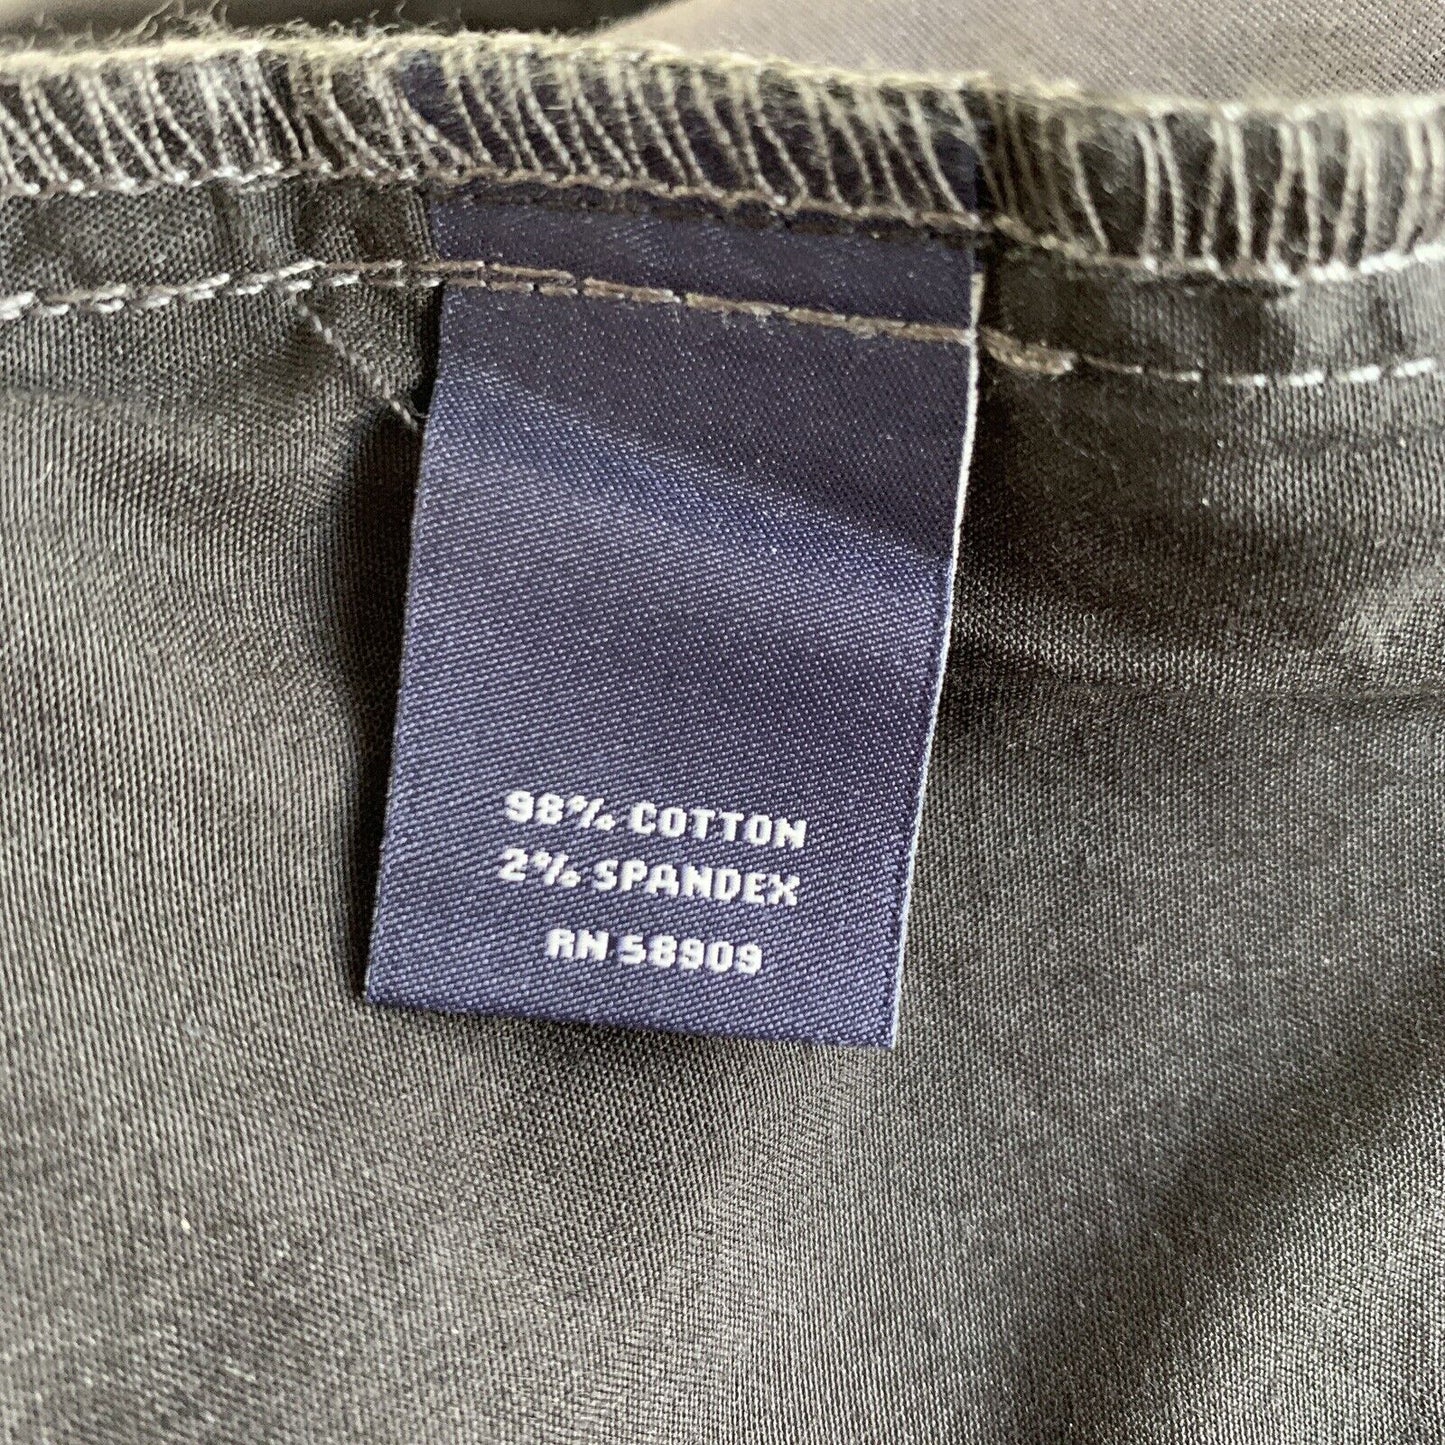 98% COTTON
2% SPANDEX
RN 58909